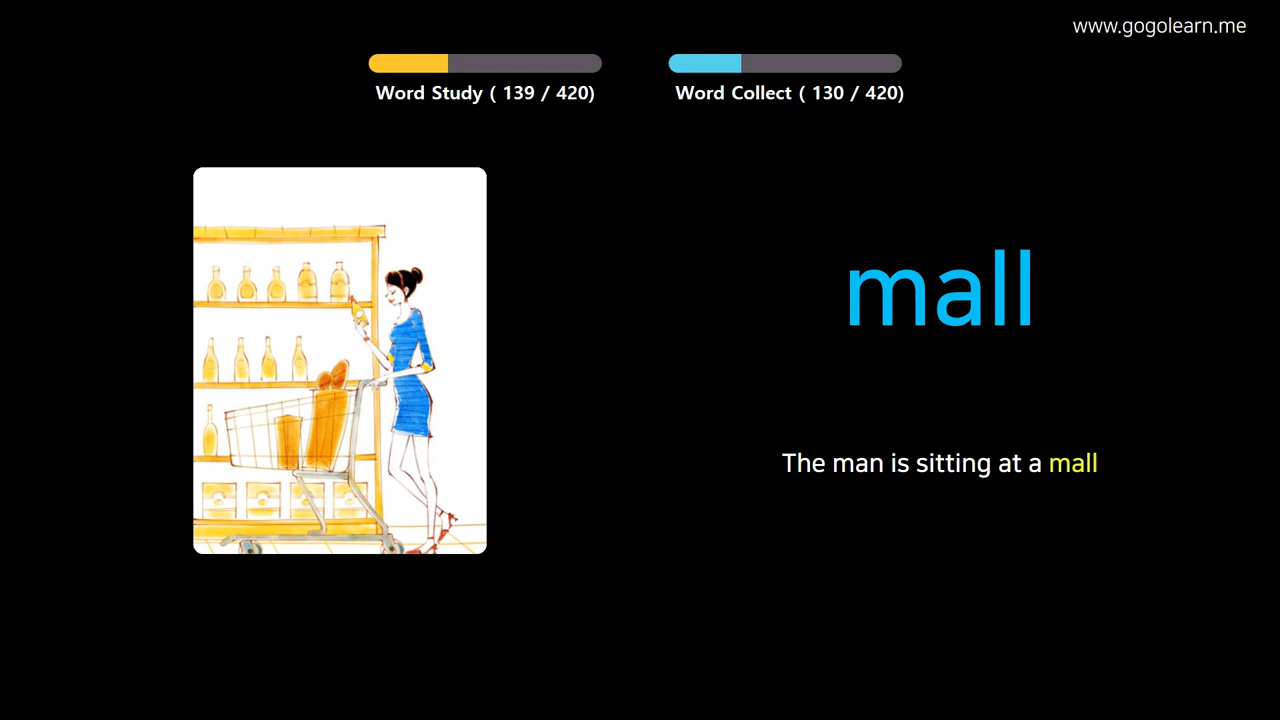 www.gogolearn.me
Word Study ( 139 / 420)
Word Collect ( 130 / 420)
mall
The man is sitting at a mall